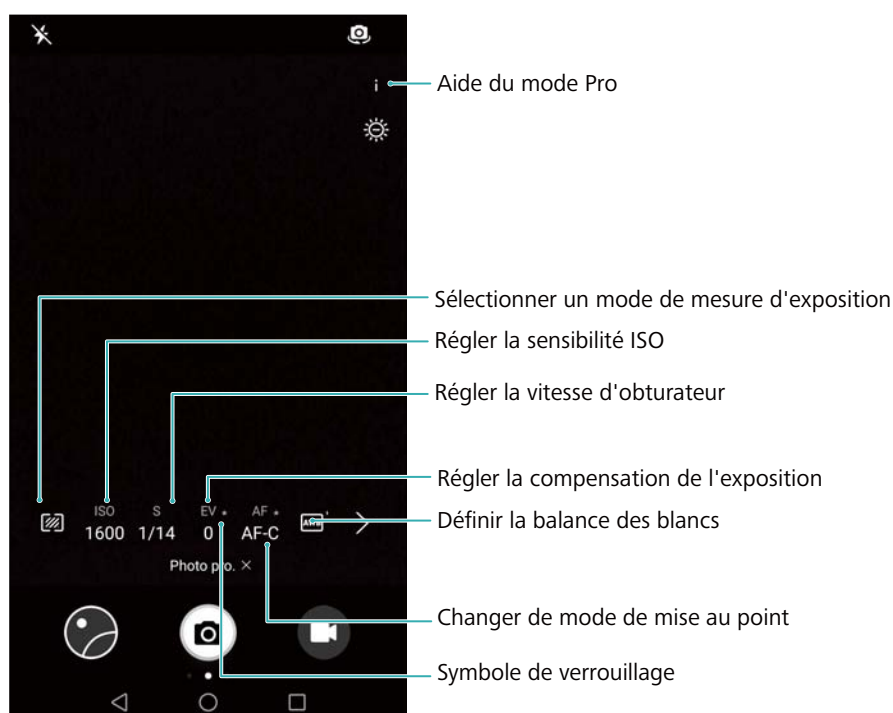 Aide du mode Pro
Sélectionner un mode de mesure d'exposition
Régler la sensibilité ISO
Régler la vitesse d'obturateur
Régler la compensation de l'exposition
Définir la balance des blancs
ISO S EV AF
1600 1/14 0 AF-C
Photo pro. ×
Changer de mode de mise au point
Symbole de verrouillage